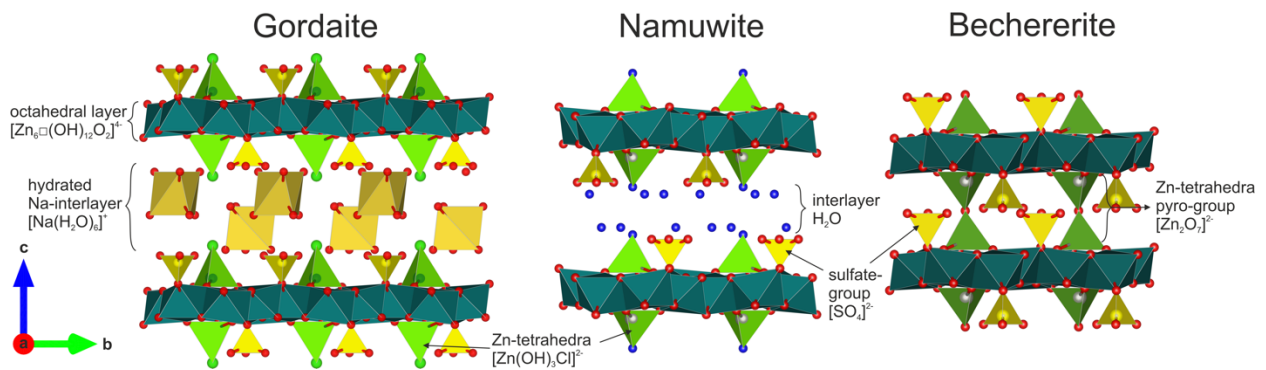 Gordaite
Namuwite
Bechererite
octahedral layer
[Zn₆□(OH)₁₂O₂]⁴⁻
hydrated
Na-interlayer
[Na(H₂O)₆]⁺
c
a
b
Zn-tetrahedra
[Zn(OH)₃Cl]²⁻
interlayer
H₂O
sulfate-
group
[SO₄]²⁻
Zn-tetrahedra
pyro-group
[Zn₂O₇]²⁻